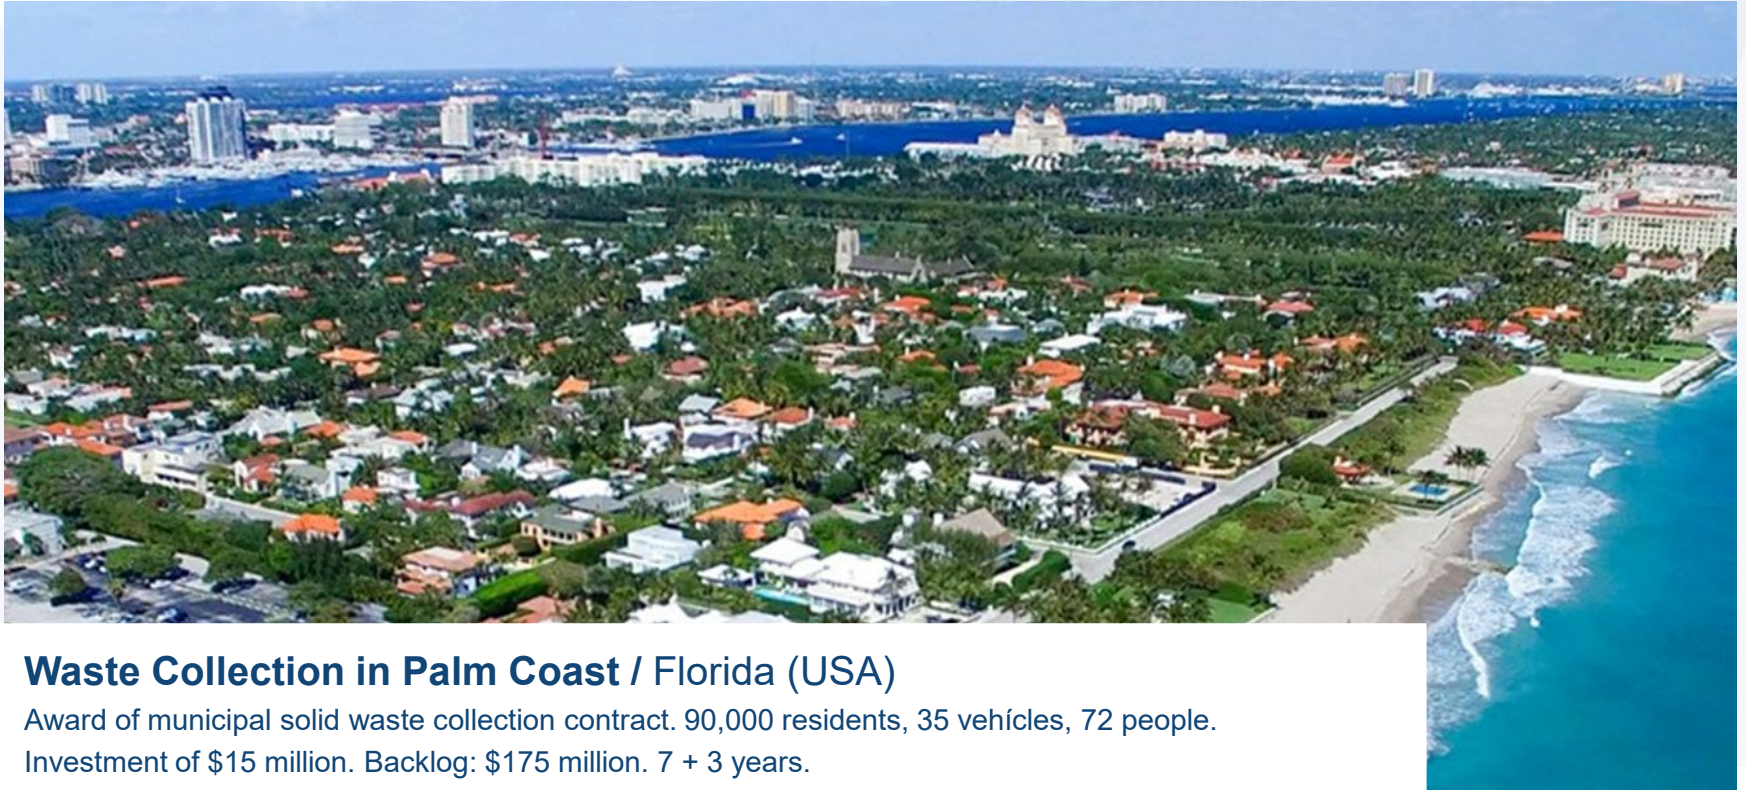 Waste Collection in Palm Coast / Florida (USA)
Award of municipal solid waste collection contract. 90,000 residents, 35 vehícles, 72 people.
Investment of $15 million. Backlog: $175 million. 7 + 3 years.